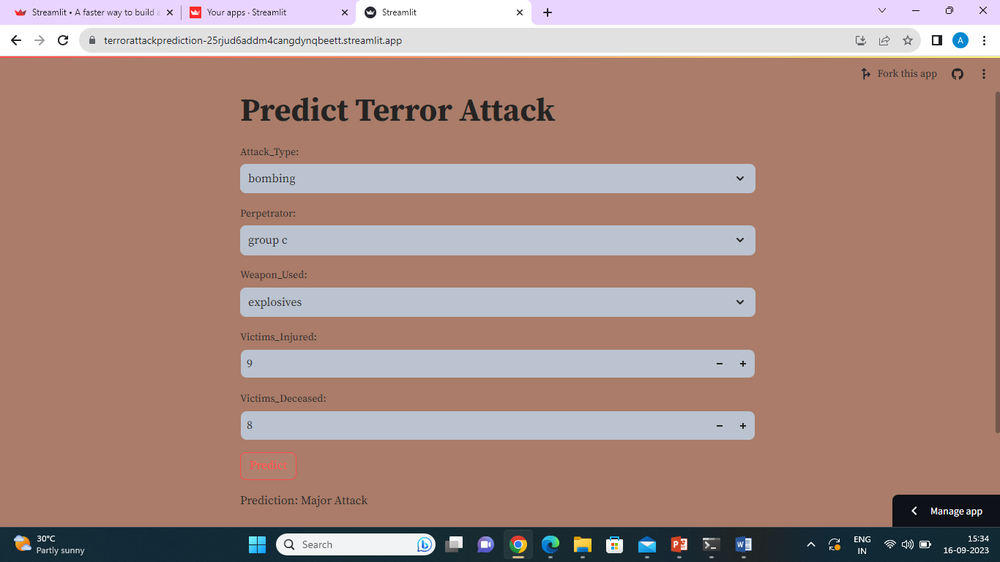 Streamlit • A faster way to build a
Your apps · Streamlit
Streamlit
terrorattackprediction-25rjud6addm4cangdynqbeett.streamlit.app
A
Fork this app
Predict Terror Attack
Attack_Type:
bombing
Perpetrator:
group c
Weapon_Used:
explosives
Victims_Injured:
9
Victims_Deceased:
8
Predict
Prediction: Major Attack
Manage app
30°C
Partly sunny
Search
ENG
IN
15:34
16-09-2023